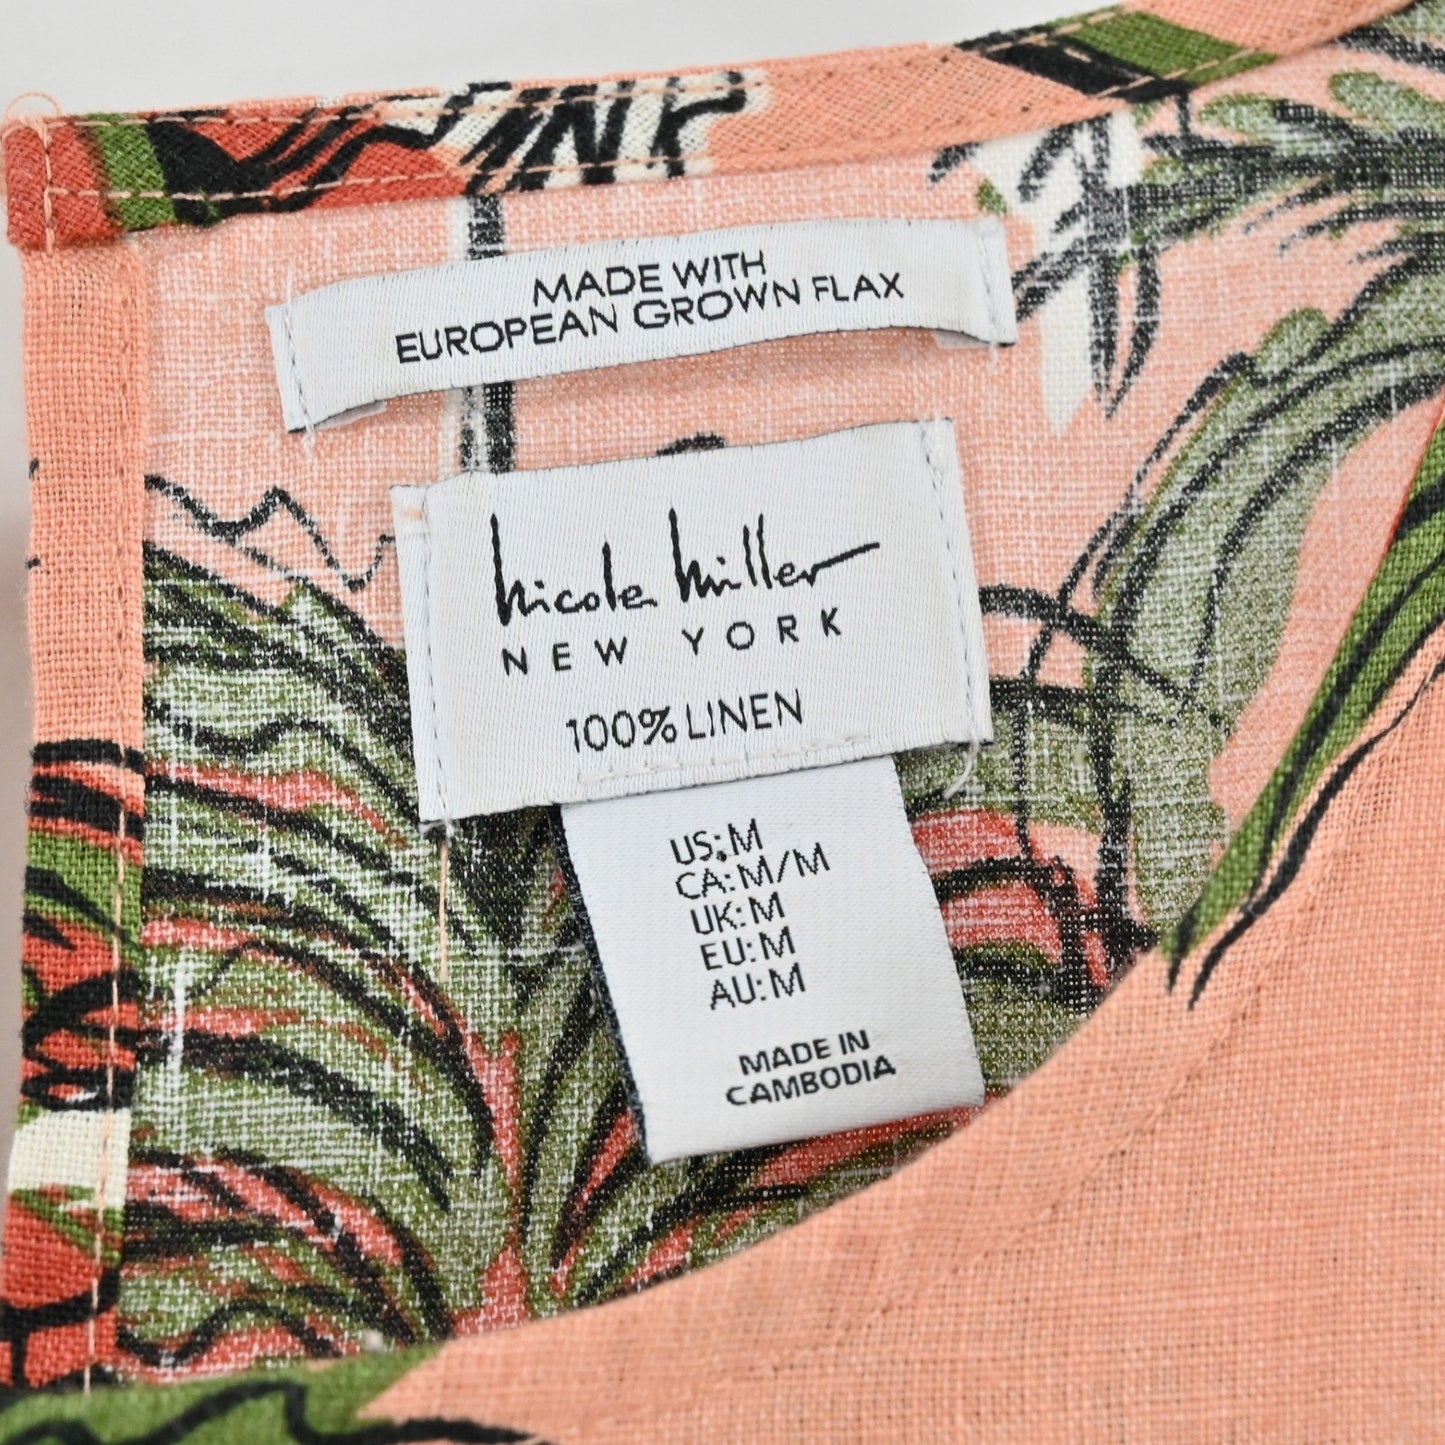 MADE WITH
EUROPEAN GROWN FLAX
Nicole Miller
NEW YORK
100% LINEN
US: M
CA: M/M
UK: M
EU: M
AU: M
MADE IN
CAMBODIA